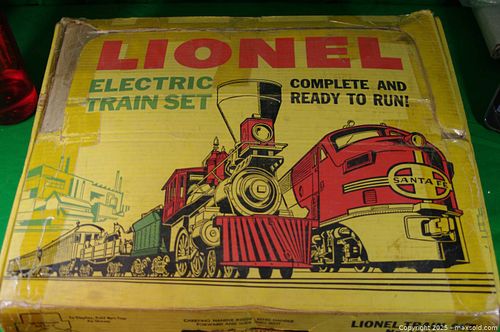 LIONEL
ELECTRIC
TRAIN SET
COMPLETE AND
READY TO RUN!
SANTA FE
LIONEL
Copyright 2025 - maxsold.com